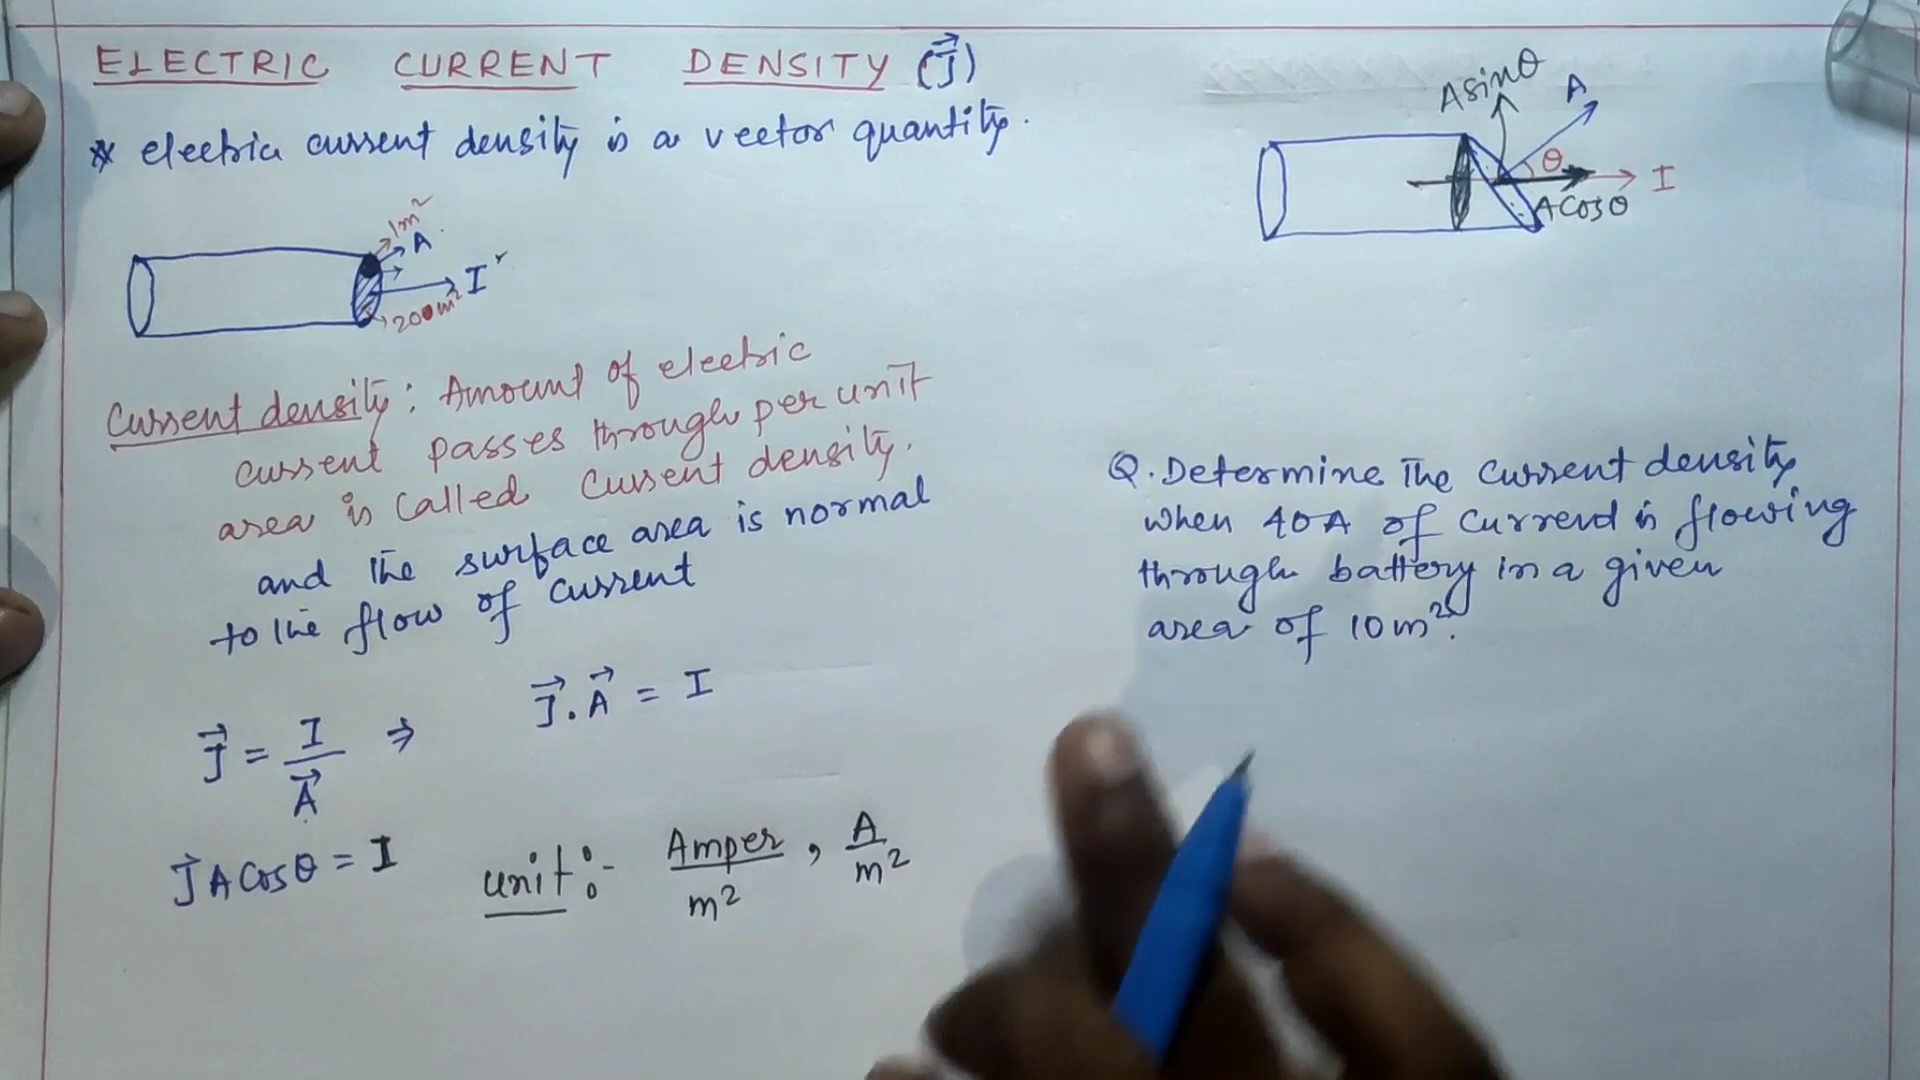 ELECTRIC CURRENT DENSITY (J⃗)
* electric current density is a vector quantity.
1m²
A
I
200m²
Current density: Amount of electric
current passes through per unit
area is called current density.
and the surface area is normal
to the flow of current
J⃗ = I/A⃗ ⇒ J⃗.A⃗ = I
J⃗ A Cosθ = I
unit:- Amper/m², A/m²
Asinθ
A
θ
I
ACosθ
Q. Determine The current density
when 40A of current is flowing
through battery in a given
area of 10m².